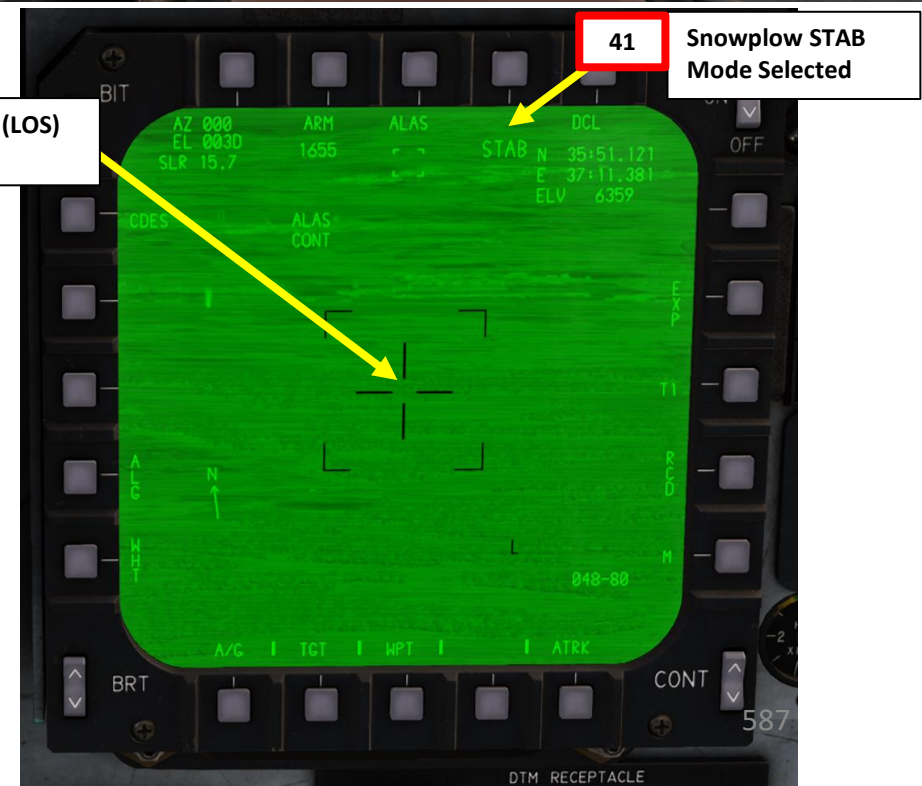 41
Snowplow STAB
Mode Selected
(LOS)
BIT
OFF
AZ 000
EL 003D
SLR 15.7
ARM
1655
ALAS
STAB
DCL
N 35:51.121
E 37:11.381
ELV 6359
CDES
ALAS
CONT
EXP
T1
ALG
N
RCD
WHT
M
048-80
A/G
TGT
WPT
ATRK
BRT
CONT
587
DTM RECEPTACLE